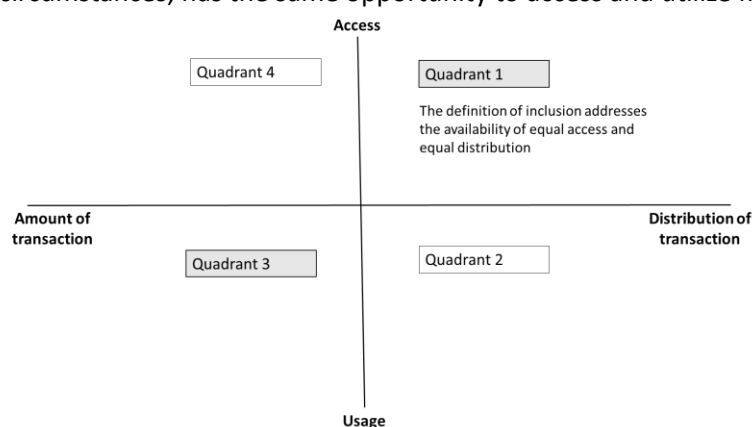 circumstances, has the same opportunity to access and utilize
Access
Quadrant 4
Quadrant 1
The definition of inclusion addresses
the availability of equal access and
equal distribution
Amount of
transaction
Distribution of
transaction
Quadrant 3
Quadrant 2
Usage